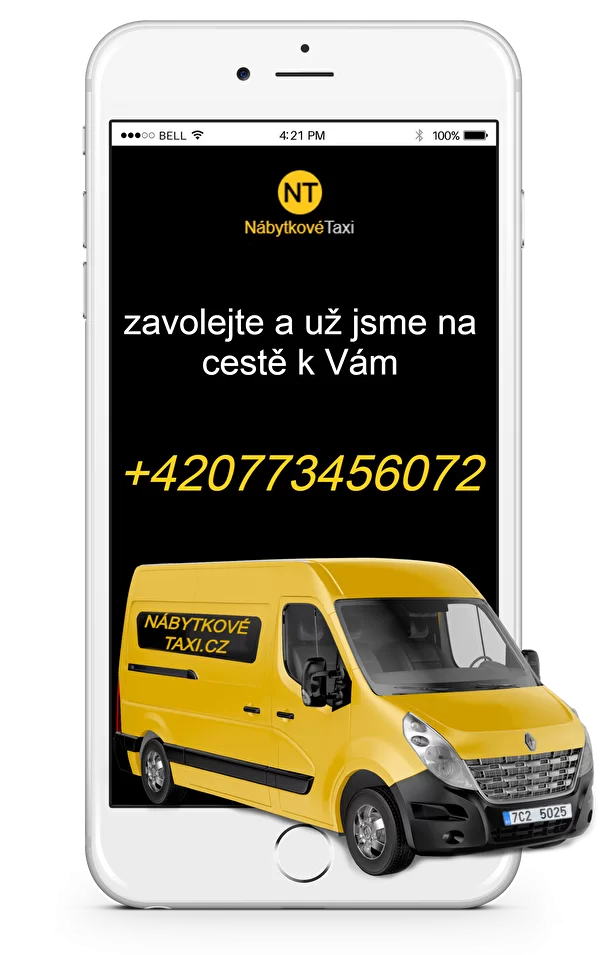 ●●●○○ BELL 4:21 PM 100%
NT
NábytkovéTaxi
zavolejte a už jsme na
cestě k Vám
+420773456072
NÁBYTKOVÉ
TAXI.CZ
7C2 5025